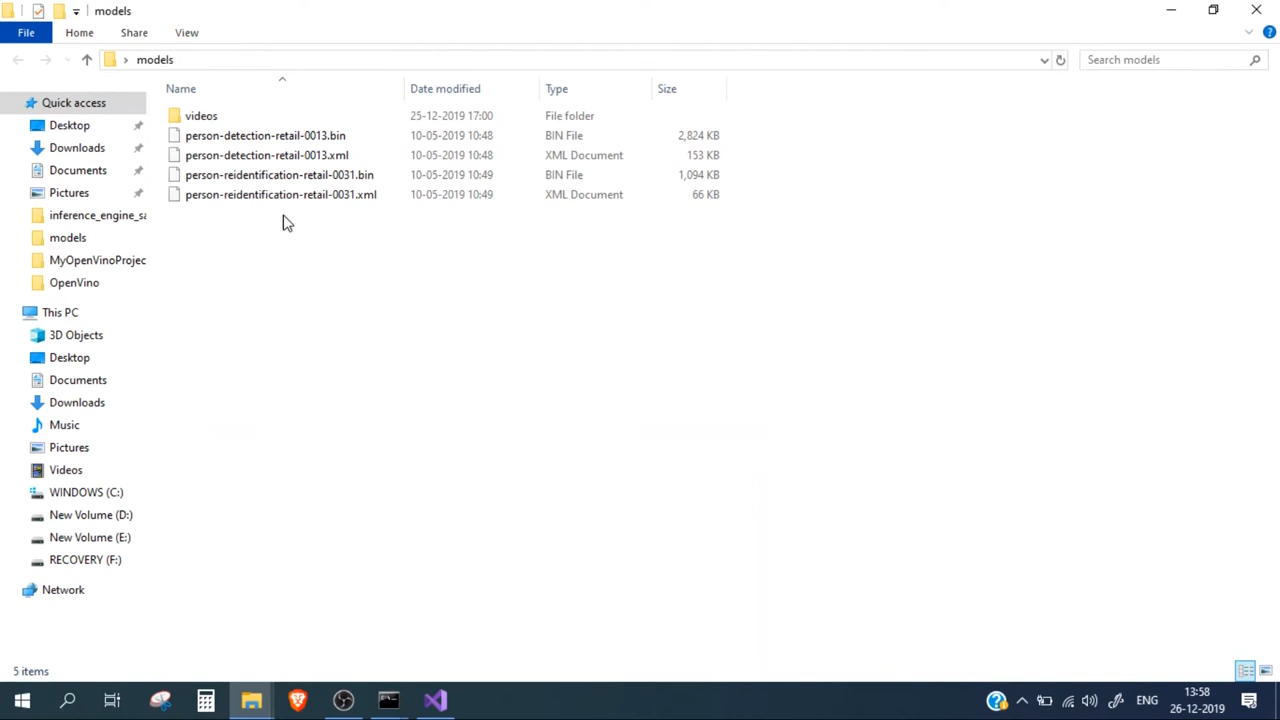 models
File
Home
Share
View
models
Search models
Name
Date modified
Type
Size
videos
25-12-2019 17:00
File folder
person-detection-retail-0013.bin
10-05-2019 10:48
BIN File
2,824 KB
person-detection-retail-0013.xml
10-05-2019 10:48
XML Document
153 KB
person-reidentification-retail-0031.bin
10-05-2019 10:49
BIN File
1,094 KB
person-reidentification-retail-0031.xml
10-05-2019 10:49
XML Document
66 KB
Quick access
Desktop
Downloads
Documents
Pictures
inference_engine_sa
models
MyOpenVinoProjec
OpenVino
This PC
3D Objects
Desktop
Documents
Downloads
Music
Pictures
Videos
WINDOWS (C:)
New Volume (D:)
New Volume (E:)
RECOVERY (F:)
Network
5 items
ENG
13:58
26-12-2019